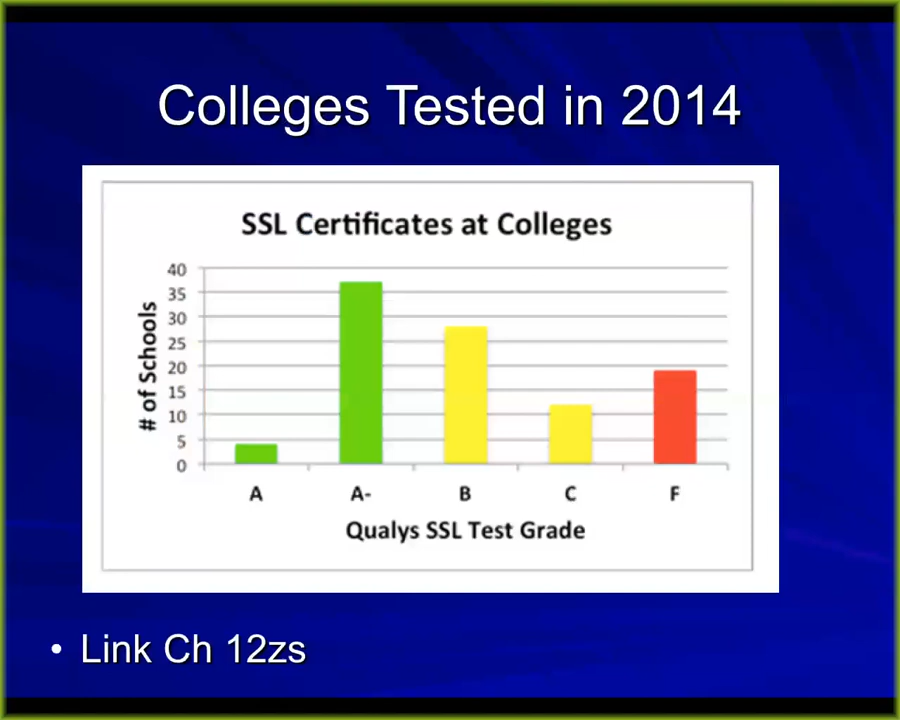 Colleges Tested in 2014
SSL Certificates at Colleges
# of Schools
40
35
30
25
20
15
10
5
0
A A- B C F
Qualys SSL Test Grade
• Link Ch 12zs